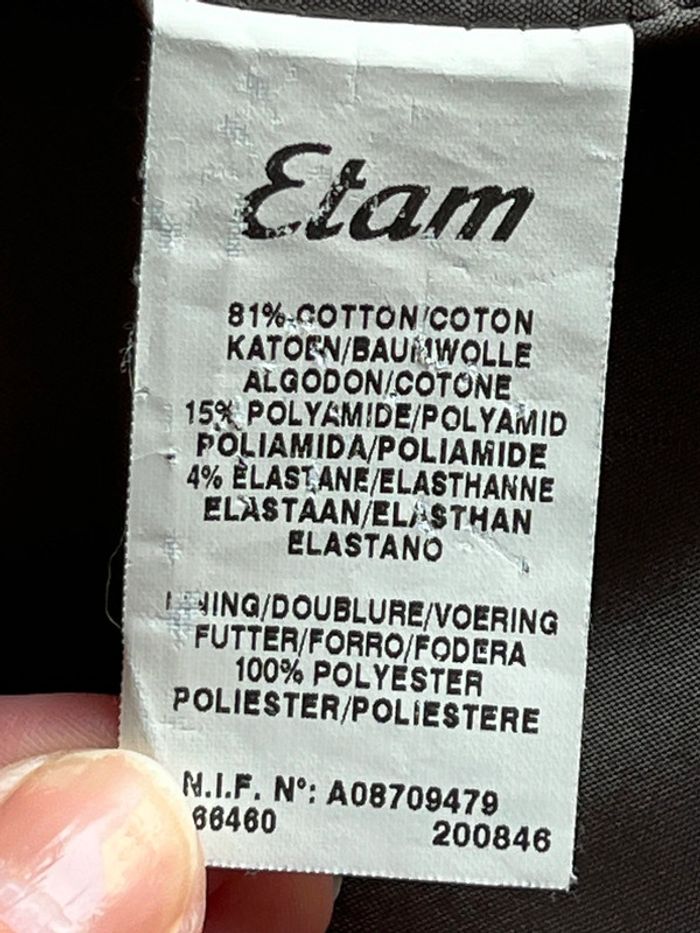 Etam
81% COTTON/COTON
KATOEN/BAUMWOLLE
ALGODON/COTONE
15% POLYAMIDE/POLYAMID
POLIAMIDA/POLIAMIDE
4% ELASTANE/ELASTHANNE
ELASTAAN/ELASTHAN
ELASTANO
LINING/DOUBLURE/VOERING
FUTTER/FORRO/FODERA
100% POLYESTER
POLIESTER/POLIESTERE
N.I.F. N°: A08709479
66460 200846